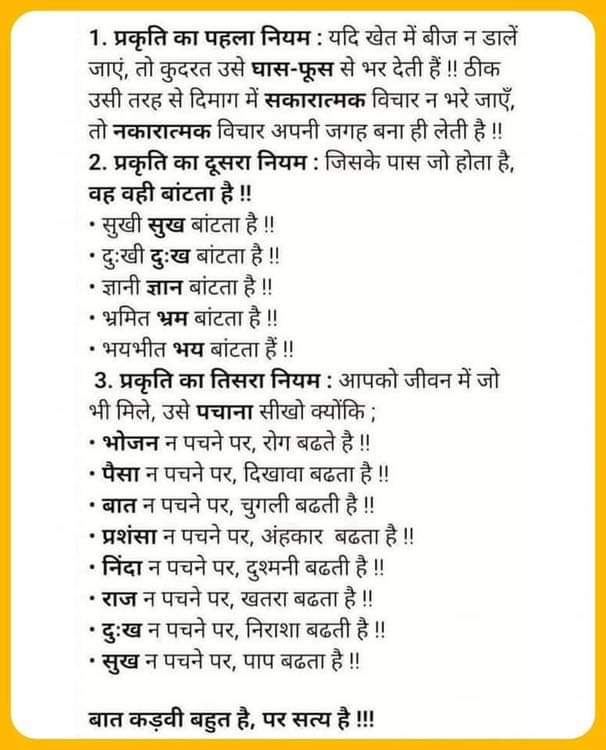 1. प्रकृति का पहला नियम : यदि खेत में बीज न डालें
जाएं, तो कुदरत उसे घास-फूस से भर देती हैं !! ठीक
उसी तरह से दिमाग में सकारात्मक विचार न भरे जाएँ,
तो नकारात्मक विचार अपनी जगह बना ही लेती है !!
2. प्रकृति का दूसरा नियम : जिसके पास जो होता है,
वह वही बांटता है !!
• सुखी सुख बांटता है !!
• दुःखी दुःख बांटता है !!
• ज्ञानी ज्ञान बांटता है !!
• भ्रमित भ्रम बांटता है !!
• भयभीत भय बांटता हैं !!
3. प्रकृति का तिसरा नियम : आपको जीवन में जो
भी मिले, उसे पचाना सीखो क्योंकि ;
• भोजन न पचने पर, रोग बढते है !!
• पैसा न पचने पर, दिखावा बढता है !!
• बात न पचने पर, चुगली बढती है !!
• प्रशंसा न पचने पर, अंहकार बढता है !!
• निंदा न पचने पर, दुश्मनी बढती है !!
• राज न पचने पर, खतरा बढता है !!
• दुःख न पचने पर, निराशा बढती है !!
• सुख न पचने पर, पाप बढता है !!
बात कड़वी बहुत है, पर सत्य है !!!